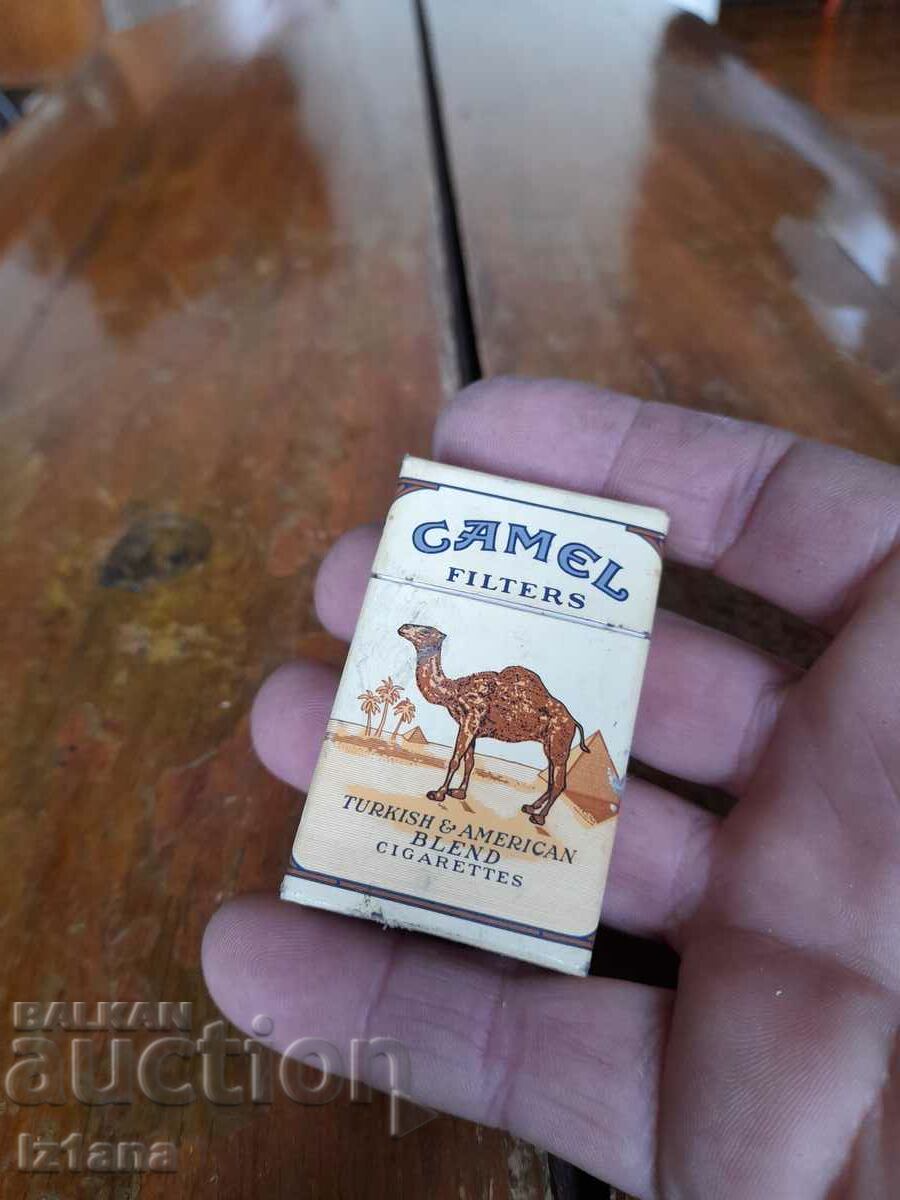 CAMEL
FILTERS
TURKISH & AMERICAN
BLEND
CIGARETTES
BALKAN
auction
Iz1ana